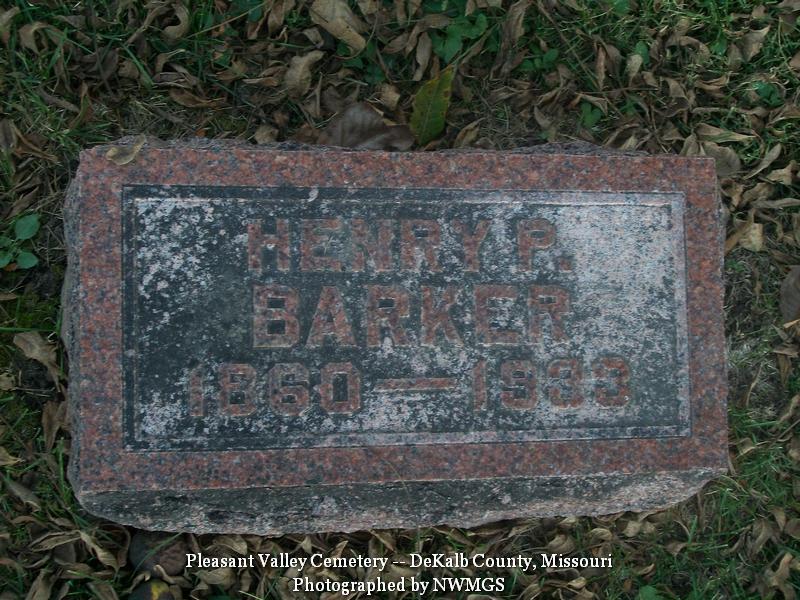 HENRY P.
BARKER
1860 — 1933
Pleasant Valley Cemetery -- DeKalb County, Missouri
Photographed by NWMGS